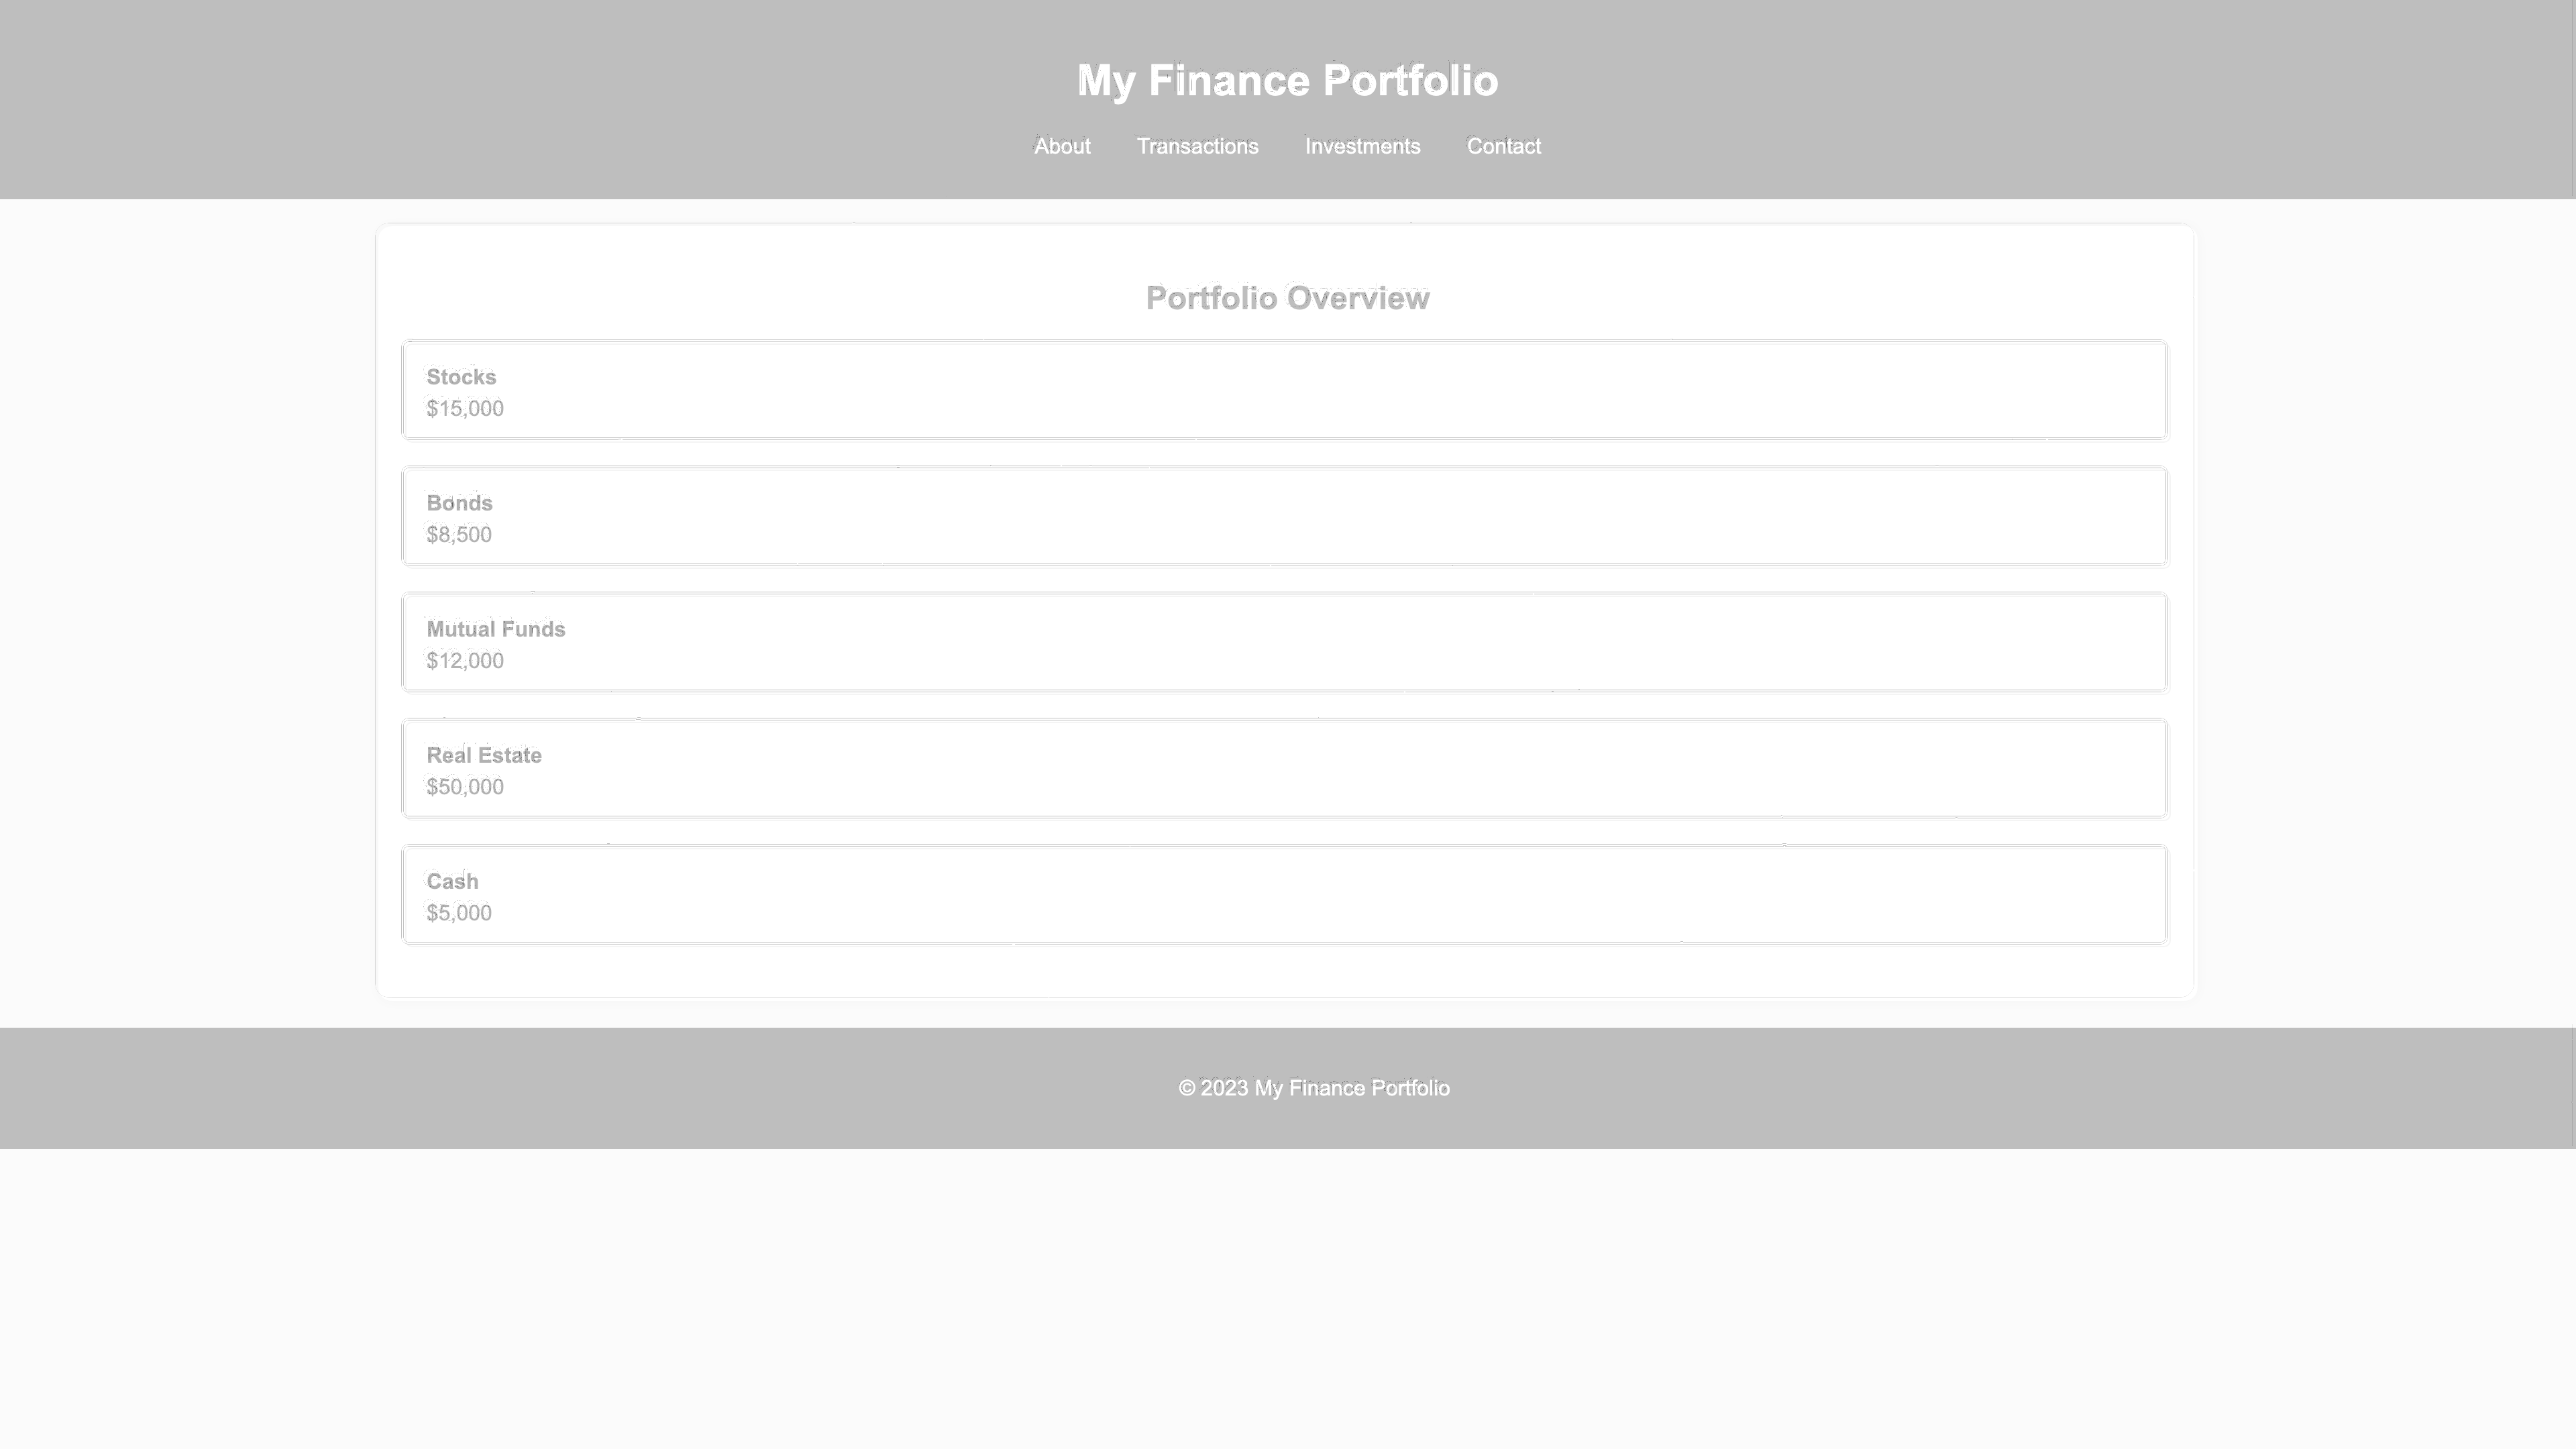 My Finance Portfolio
About Transactions Investments Contact
Portfolio Overview
Stocks
$15,000
Bonds
$8,500
Mutual Funds
$12,000
Real Estate
$50,000
Cash
$5,000
© 2023 My Finance Portfolio